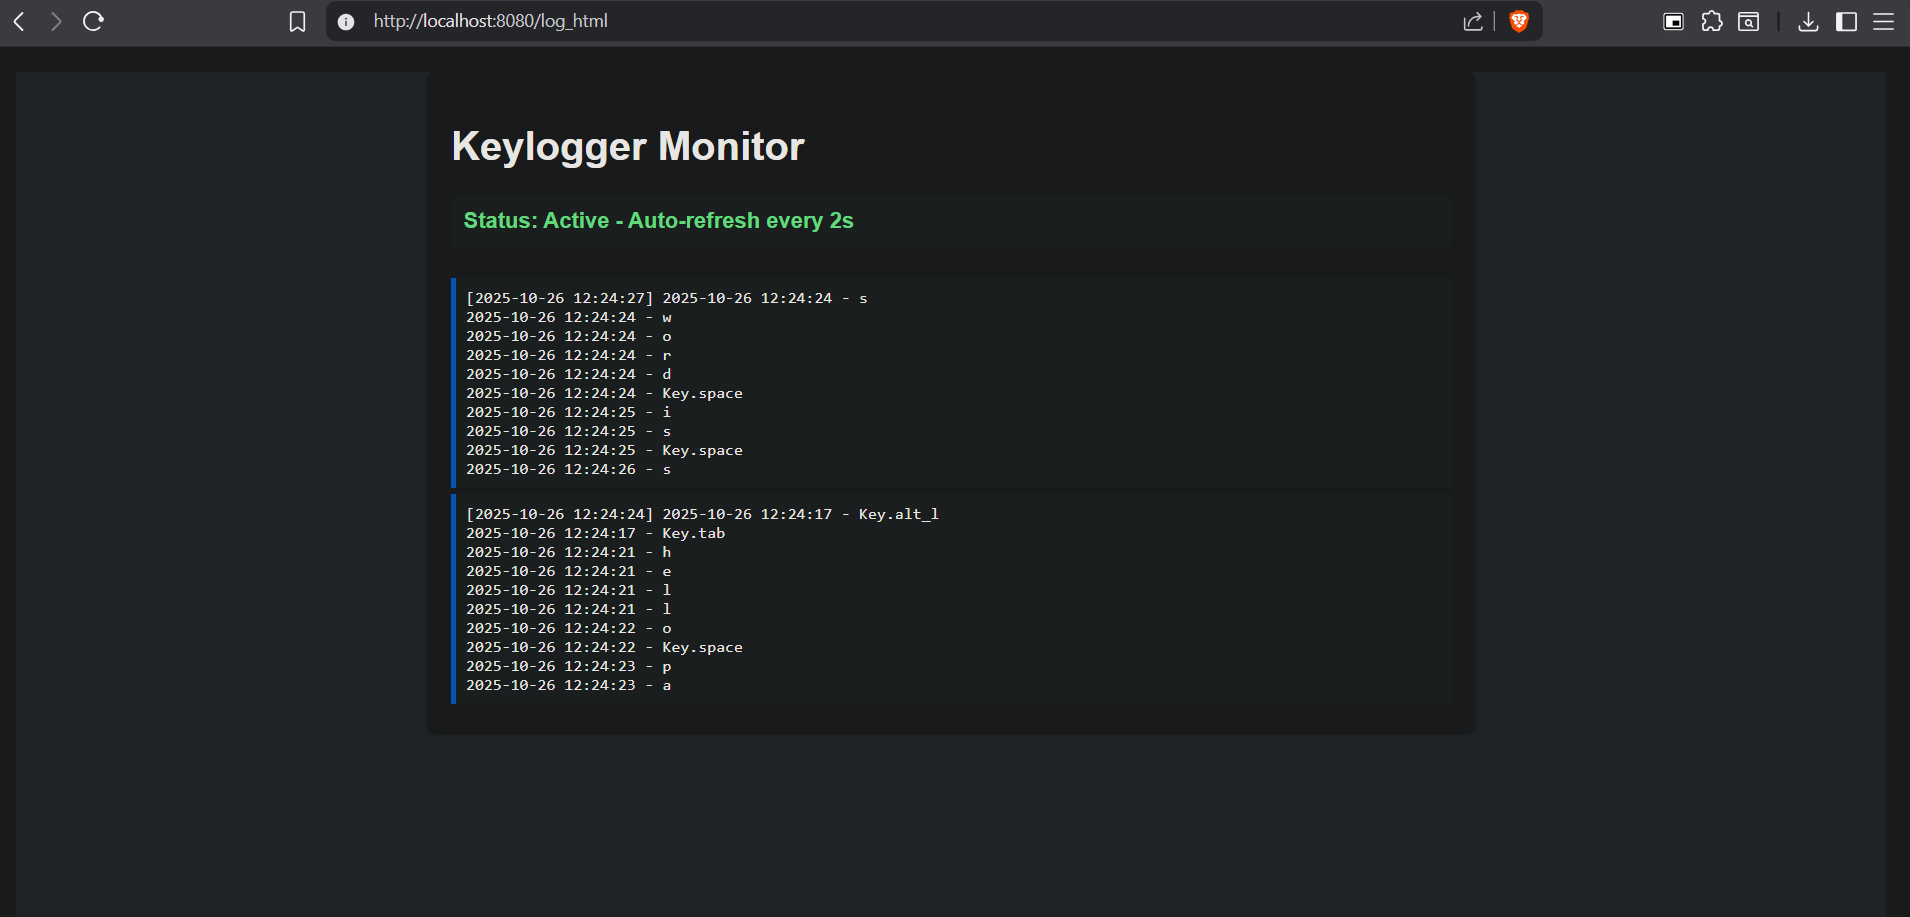 http://localhost:8080/log_html
Keylogger Monitor
Status: Active - Auto-refresh every 2s
[2025-10-26 12:24:27] 2025-10-26 12:24:24 - s
2025-10-26 12:24:24 - w
2025-10-26 12:24:24 - o
2025-10-26 12:24:24 - r
2025-10-26 12:24:24 - d
2025-10-26 12:24:24 - Key.space
2025-10-26 12:24:25 - i
2025-10-26 12:24:25 - s
2025-10-26 12:24:25 - Key.space
2025-10-26 12:24:26 - s
[2025-10-26 12:24:24] 2025-10-26 12:24:17 - Key.alt_l
2025-10-26 12:24:17 - Key.tab
2025-10-26 12:24:21 - h
2025-10-26 12:24:21 - e
2025-10-26 12:24:21 - l
2025-10-26 12:24:21 - l
2025-10-26 12:24:22 - o
2025-10-26 12:24:22 - Key.space
2025-10-26 12:24:23 - p
2025-10-26 12:24:23 - a